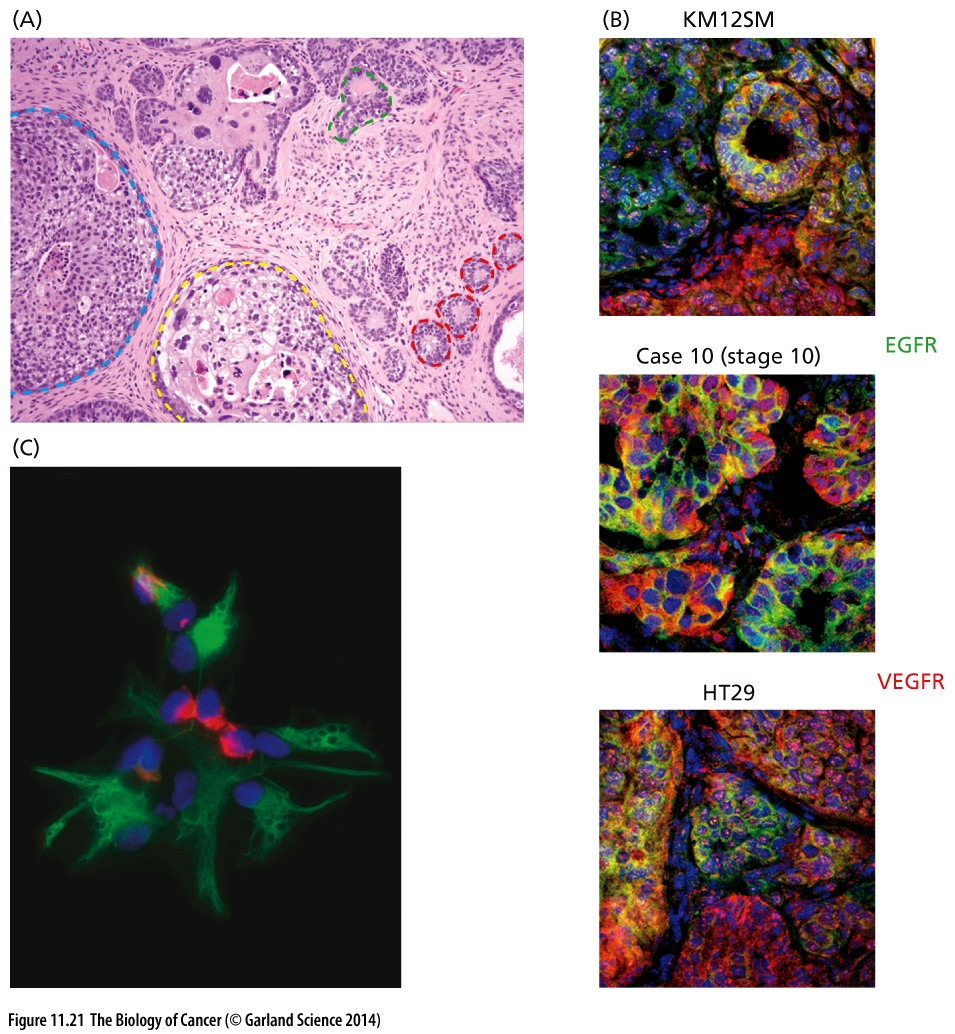 (A)
(B) KM12SM
EGFR
Case 10 (stage 10)
(C)
VEGFR
HT29
Figure 11.21 The Biology of Cancer (© Garland Science 2014)